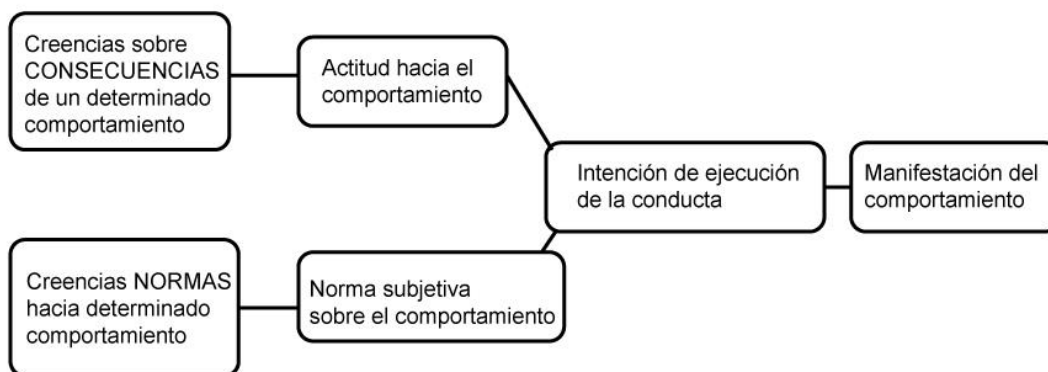 Creencias sobre
CONSECUENCIAS
de un determinado
comportamiento
Actitud hacia el
comportamiento
Intención de ejecución
de la conducta
Manifestación del
comportamiento
Creencias NORMAS
hacia determinado
comportamiento
Norma subjetiva
sobre el comportamiento